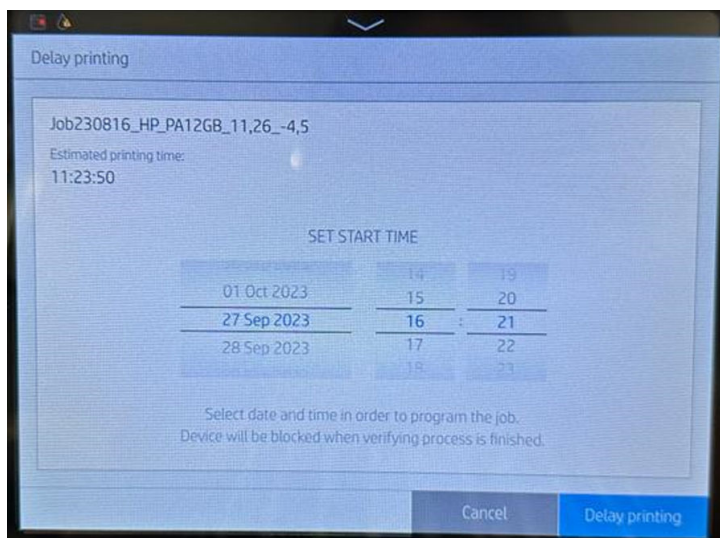 Delay printing
Job230816_HP_PA12GB_11,26_-4,5
Estimated printing time:
11:23:50
SET START TIME
14 19
01 Oct 2023 15 20
27 Sep 2023 16 : 21
28 Sep 2023 17 22
18 23
Select date and time in order to program the job.
Device will be blocked when verifying process is finished.
Cancel Delay printing